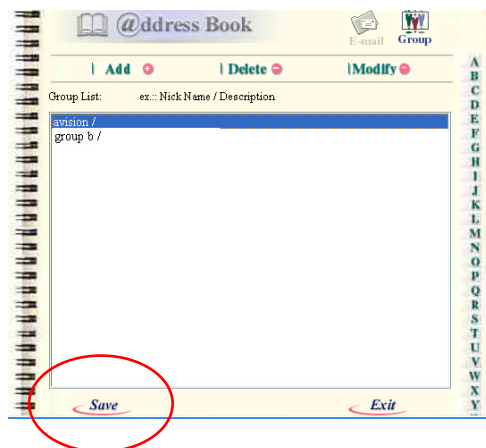 @ddress Book
E-mail Group
| Add | Delete | Modify
Group List: ex.:: Nick Name / Description
avision /
group b /
Save Exit
A
B
C
D
E
F
G
H
I
J
K
L
M
N
O
P
Q
R
S
T
U
V
W
X
Y